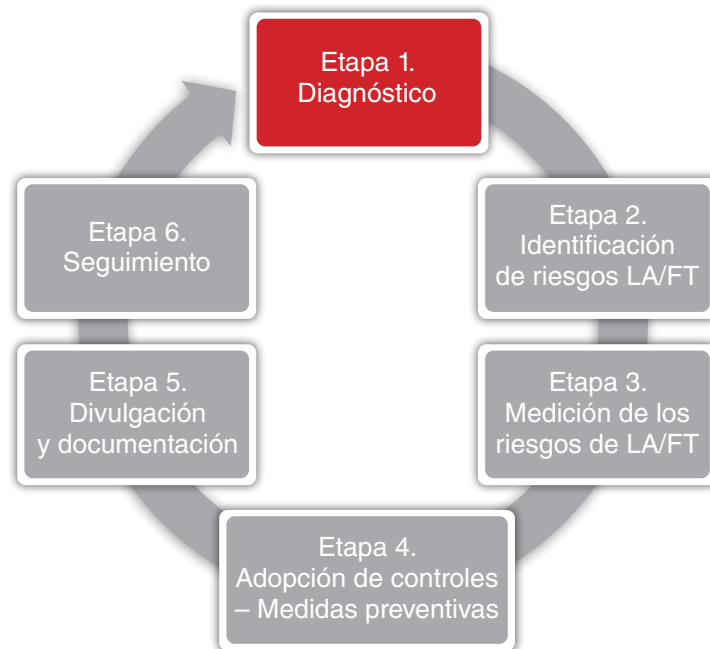 Etapa 1.
Diagnóstico
Etapa 2.
Identificación
de riesgos LA/FT
Etapa 3.
Medición de los
riesgos de LA/FT
Etapa 4.
Adopción de controles
– Medidas preventivas
Etapa 5.
Divulgación
y documentación
Etapa 6.
Seguimiento